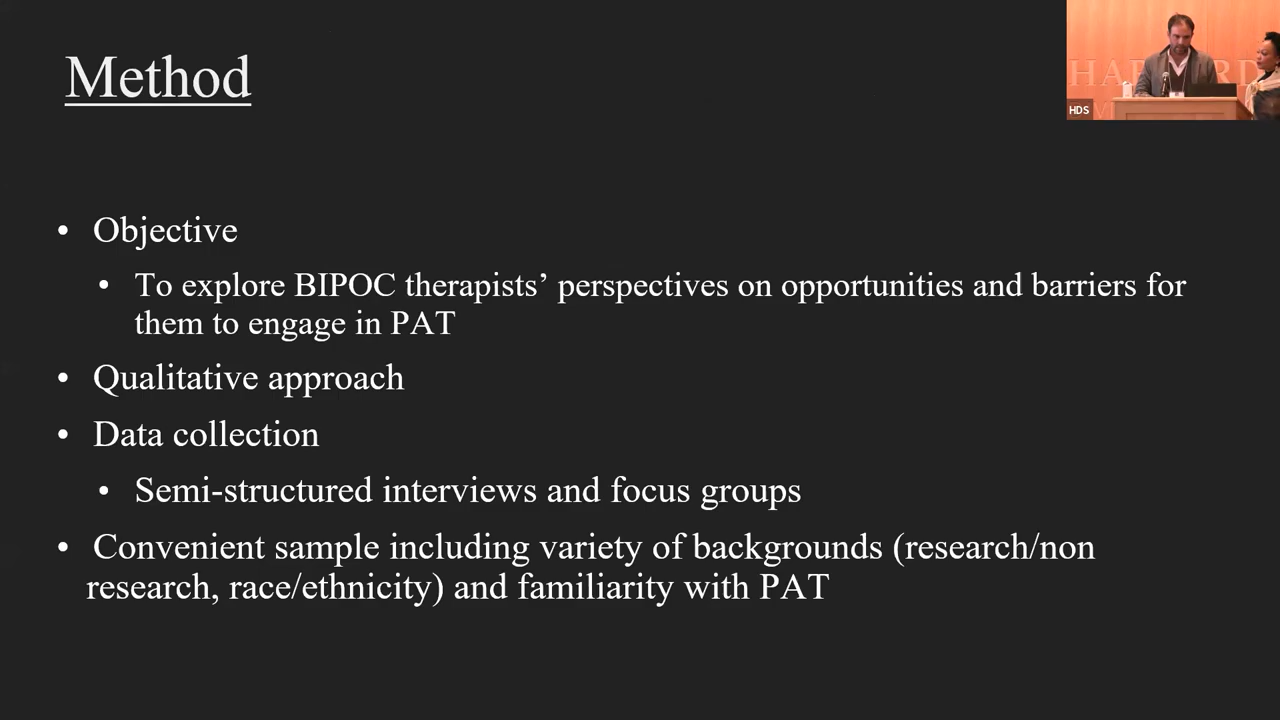 Method
HARVARD
HDS
• Objective
• To explore BIPOC therapists’ perspectives on opportunities and barriers for
them to engage in PAT
• Qualitative approach
• Data collection
• Semi-structured interviews and focus groups
• Convenient sample including variety of backgrounds (research/non
research, race/ethnicity) and familiarity with PAT